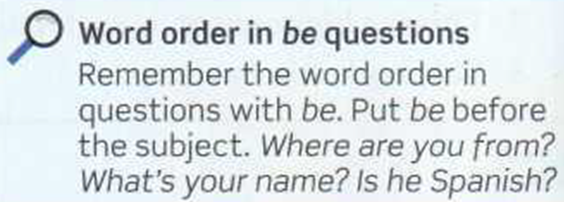 Word order in be questions
Remember the word order in
questions with be. Put be before
the subject. Where are you from?
What's your name? Is he Spanish?